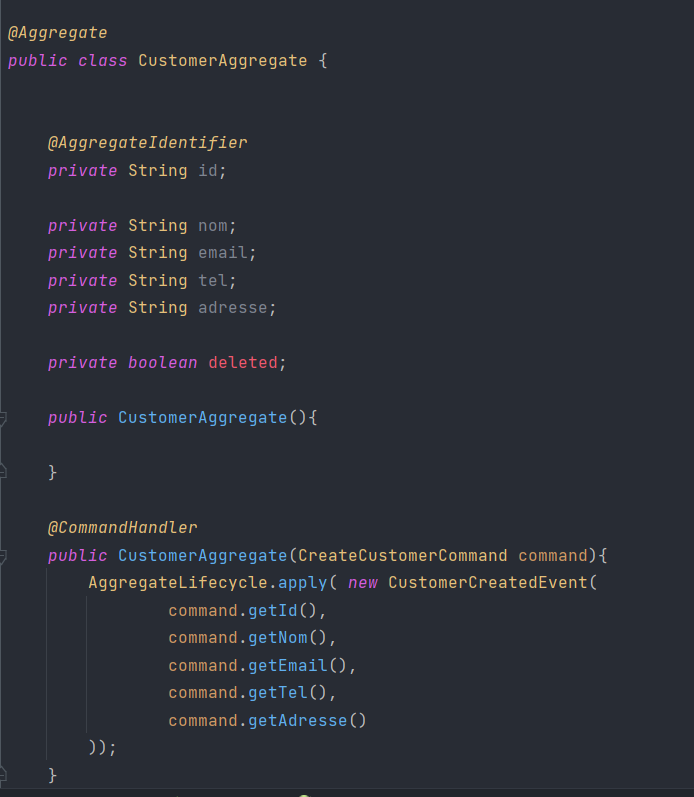 @Aggregate
public class CustomerAggregate {
@AggregateIdentifier
private String id;
private String nom;
private String email;
private String tel;
private String adresse;
private boolean deleted;
public CustomerAggregate(){
}
@CommandHandler
public CustomerAggregate(CreateCustomerCommand command){
AggregateLifecycle.apply( new CustomerCreatedEvent(
command.getId(),
command.getNom(),
command.getEmail(),
command.getTel(),
command.getAdresse()
));
}